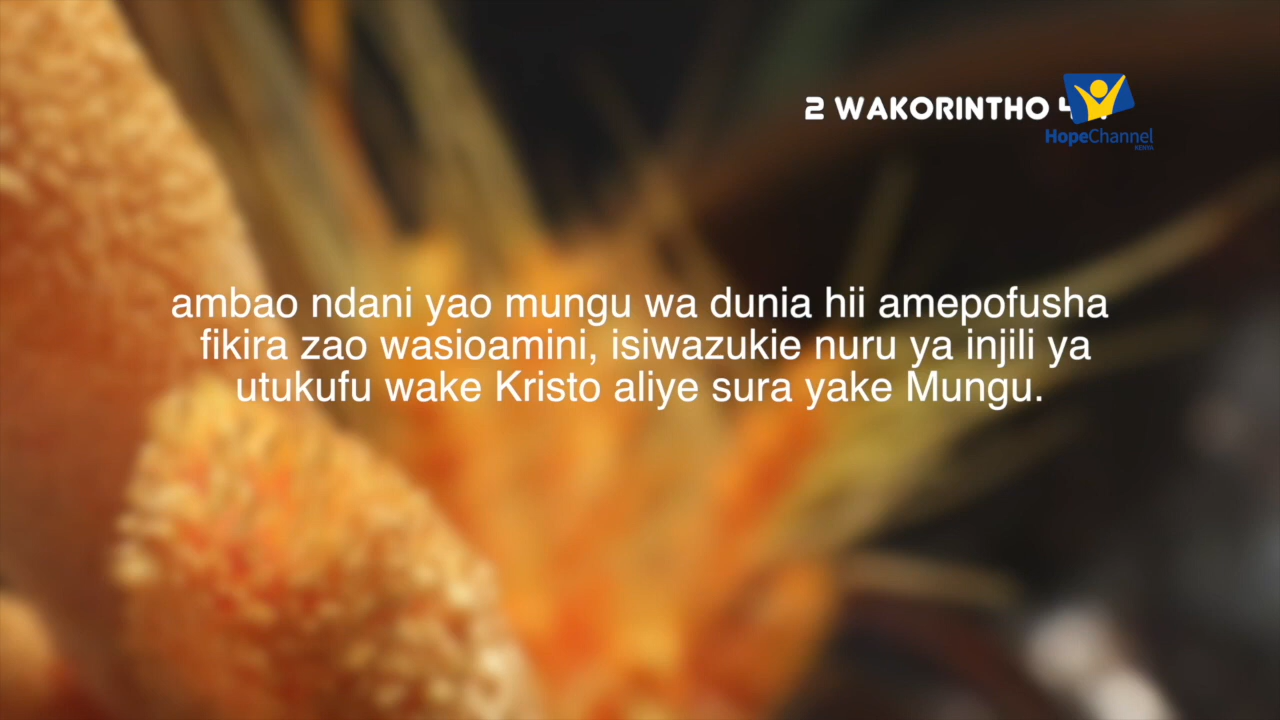 2 WAKORINTHO
HopeChannel
KENYA
ambao ndani yao mungu wa dunia hii amepofusha
fikira zao wasioamini, isiwazukie nuru ya injili ya
utukufu wake Kristo aliye sura yake Mungu.